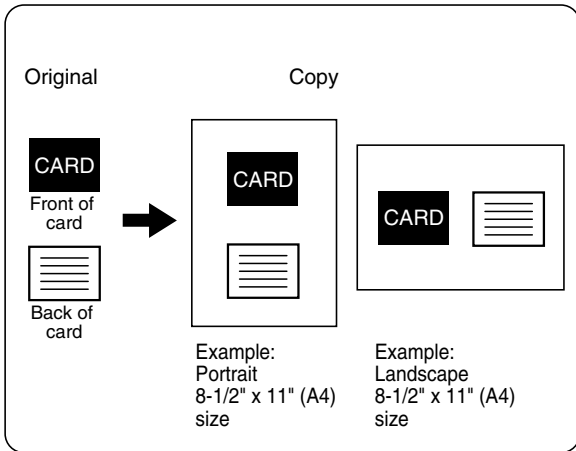 Original
Copy
CARD
Front of
card
Back of
card
CARD
CARD
Example:
Portrait
8-1/2" x 11" (A4)
size
Example:
Landscape
8-1/2" x 11" (A4)
size